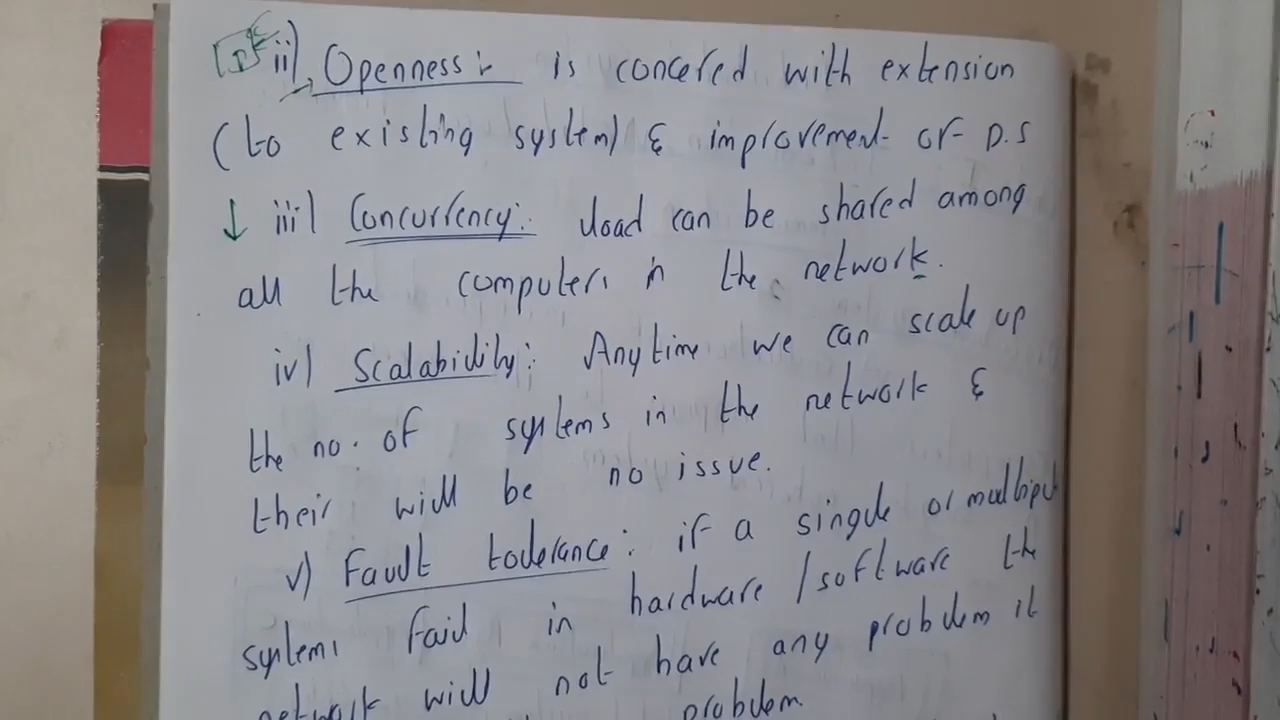 ii) Openness : is concered with extension
(to existing system) & improvement of D.S
iii) Concurrency : Load can be shared among
all the computers in the network.
iv) Scalability : Anytime we can scale up
the no. of systems in the network &
their will be no issue.
v) Fault tolerance : if a single or multiple
systems fail in hardware / software the
network will not have any problem it
problem